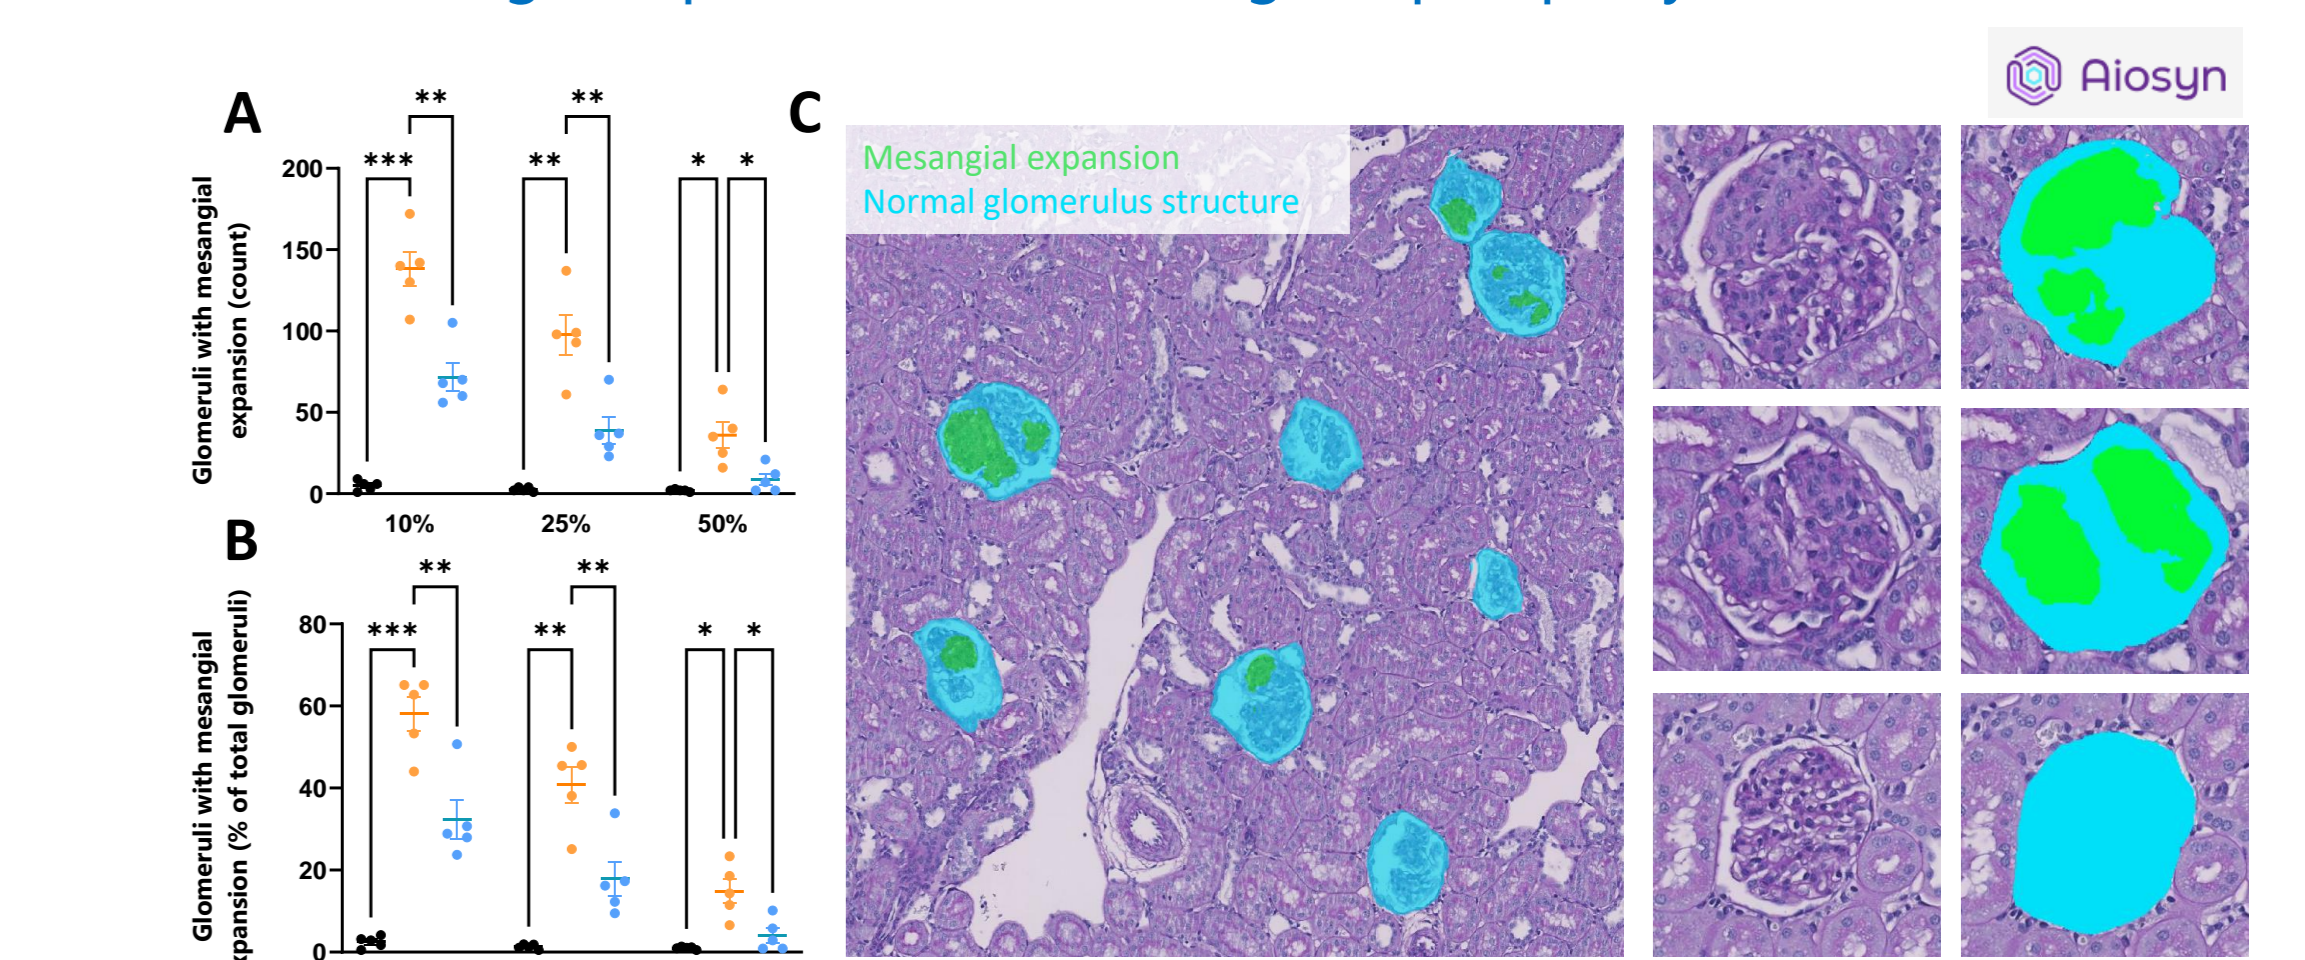 Aiosyn
A
**
**
C
***
**
*
*
200
150
100
50
0
Glomeruli with mesangial
expansion (count)
10%
25%
50%
Mesangial expansion
Normal glomerulus structure
B
**
**
***
**
*
*
80
60
40
20
0
Glomeruli with mesangial
xpansion (% of total glomeruli)